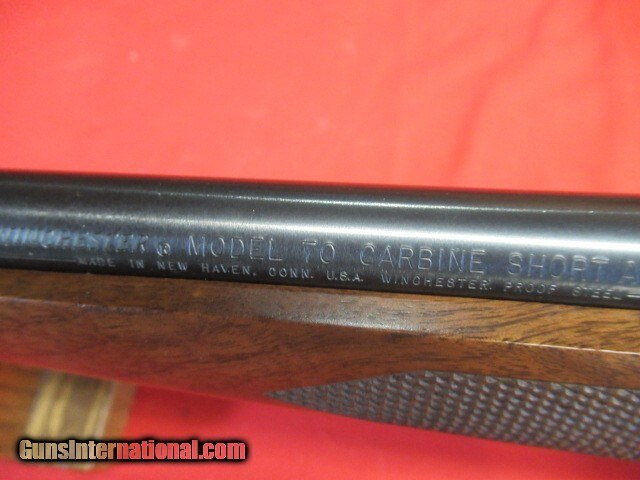 WINCHESTER® MODEL 70 CARBINE SHORT
MADE IN NEW HAVEN, CONN. U.S.A. WINCHESTER PROOF STEEL–
GunsInternational.com